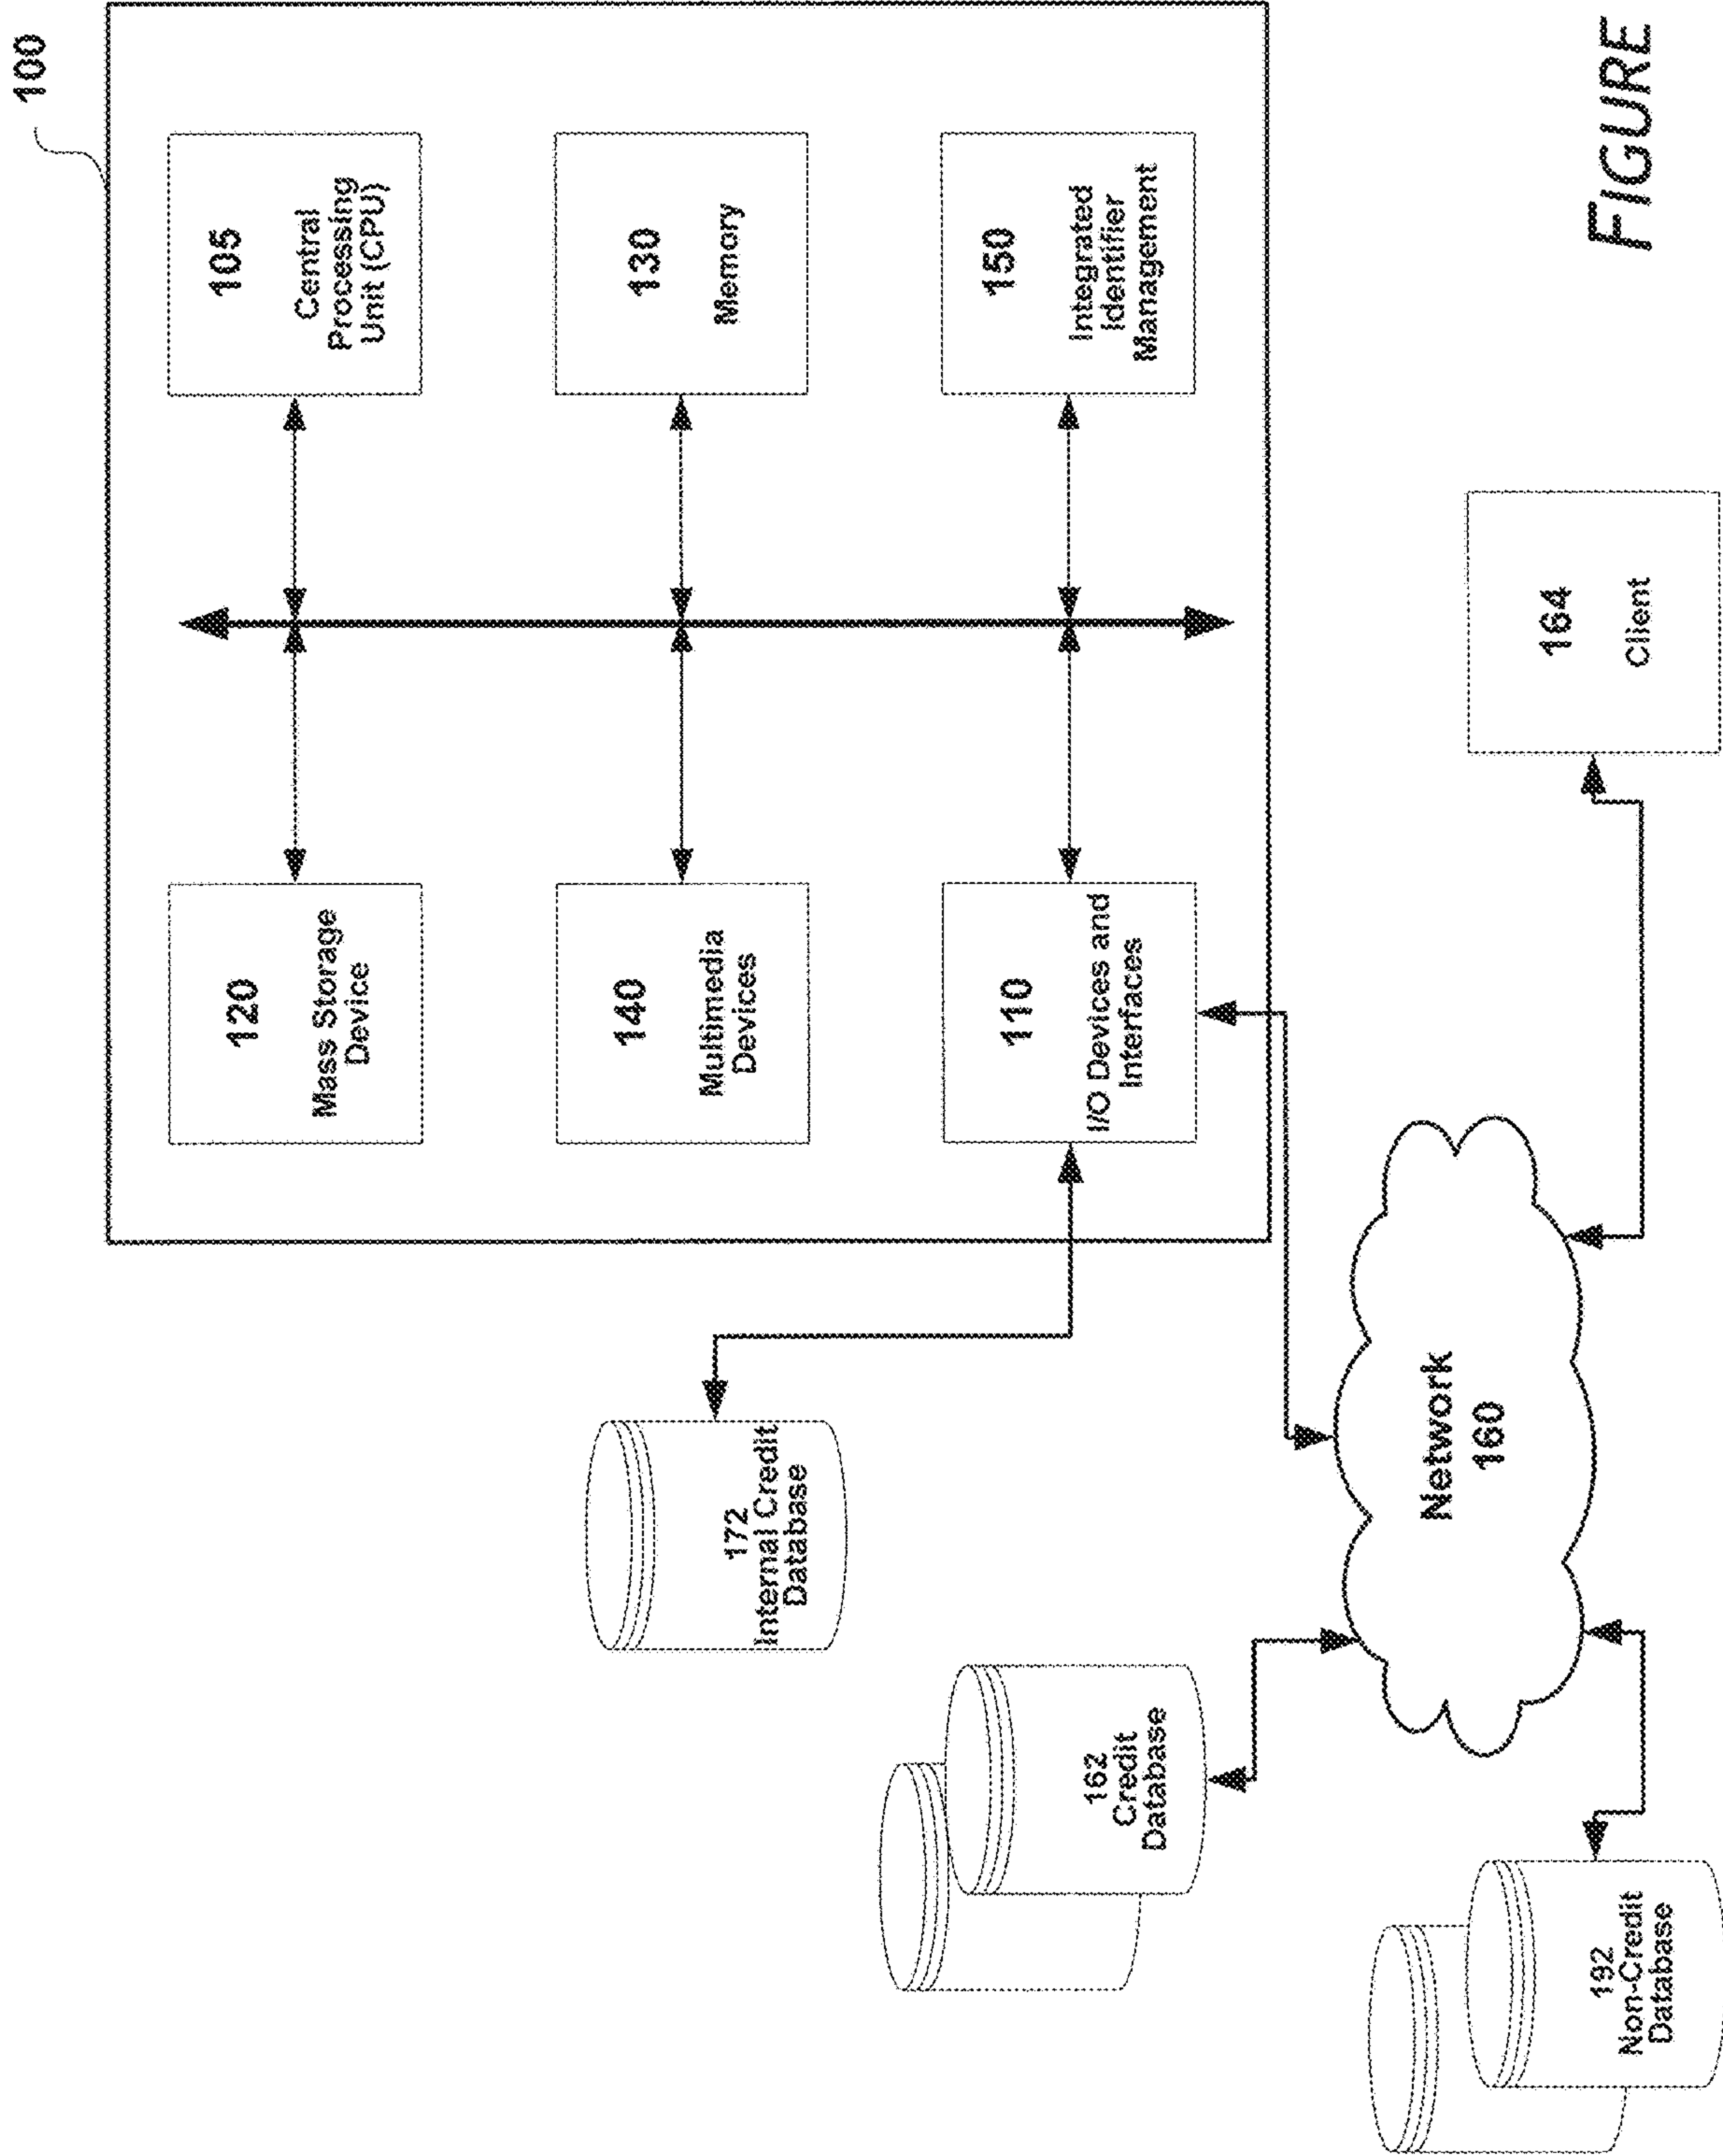 100
120
Mass Storage
Device
105
Central
Processing
Unit (CPU)
140
Multimedia
Devices
130
Memory
110
I/O Devices and
Interfaces
150
Integrated
Identifier
Management
172
Internal Credit
Database
162
Credit
Database
192
Non-Credit
Database
Network
160
164
Client
FIGURE